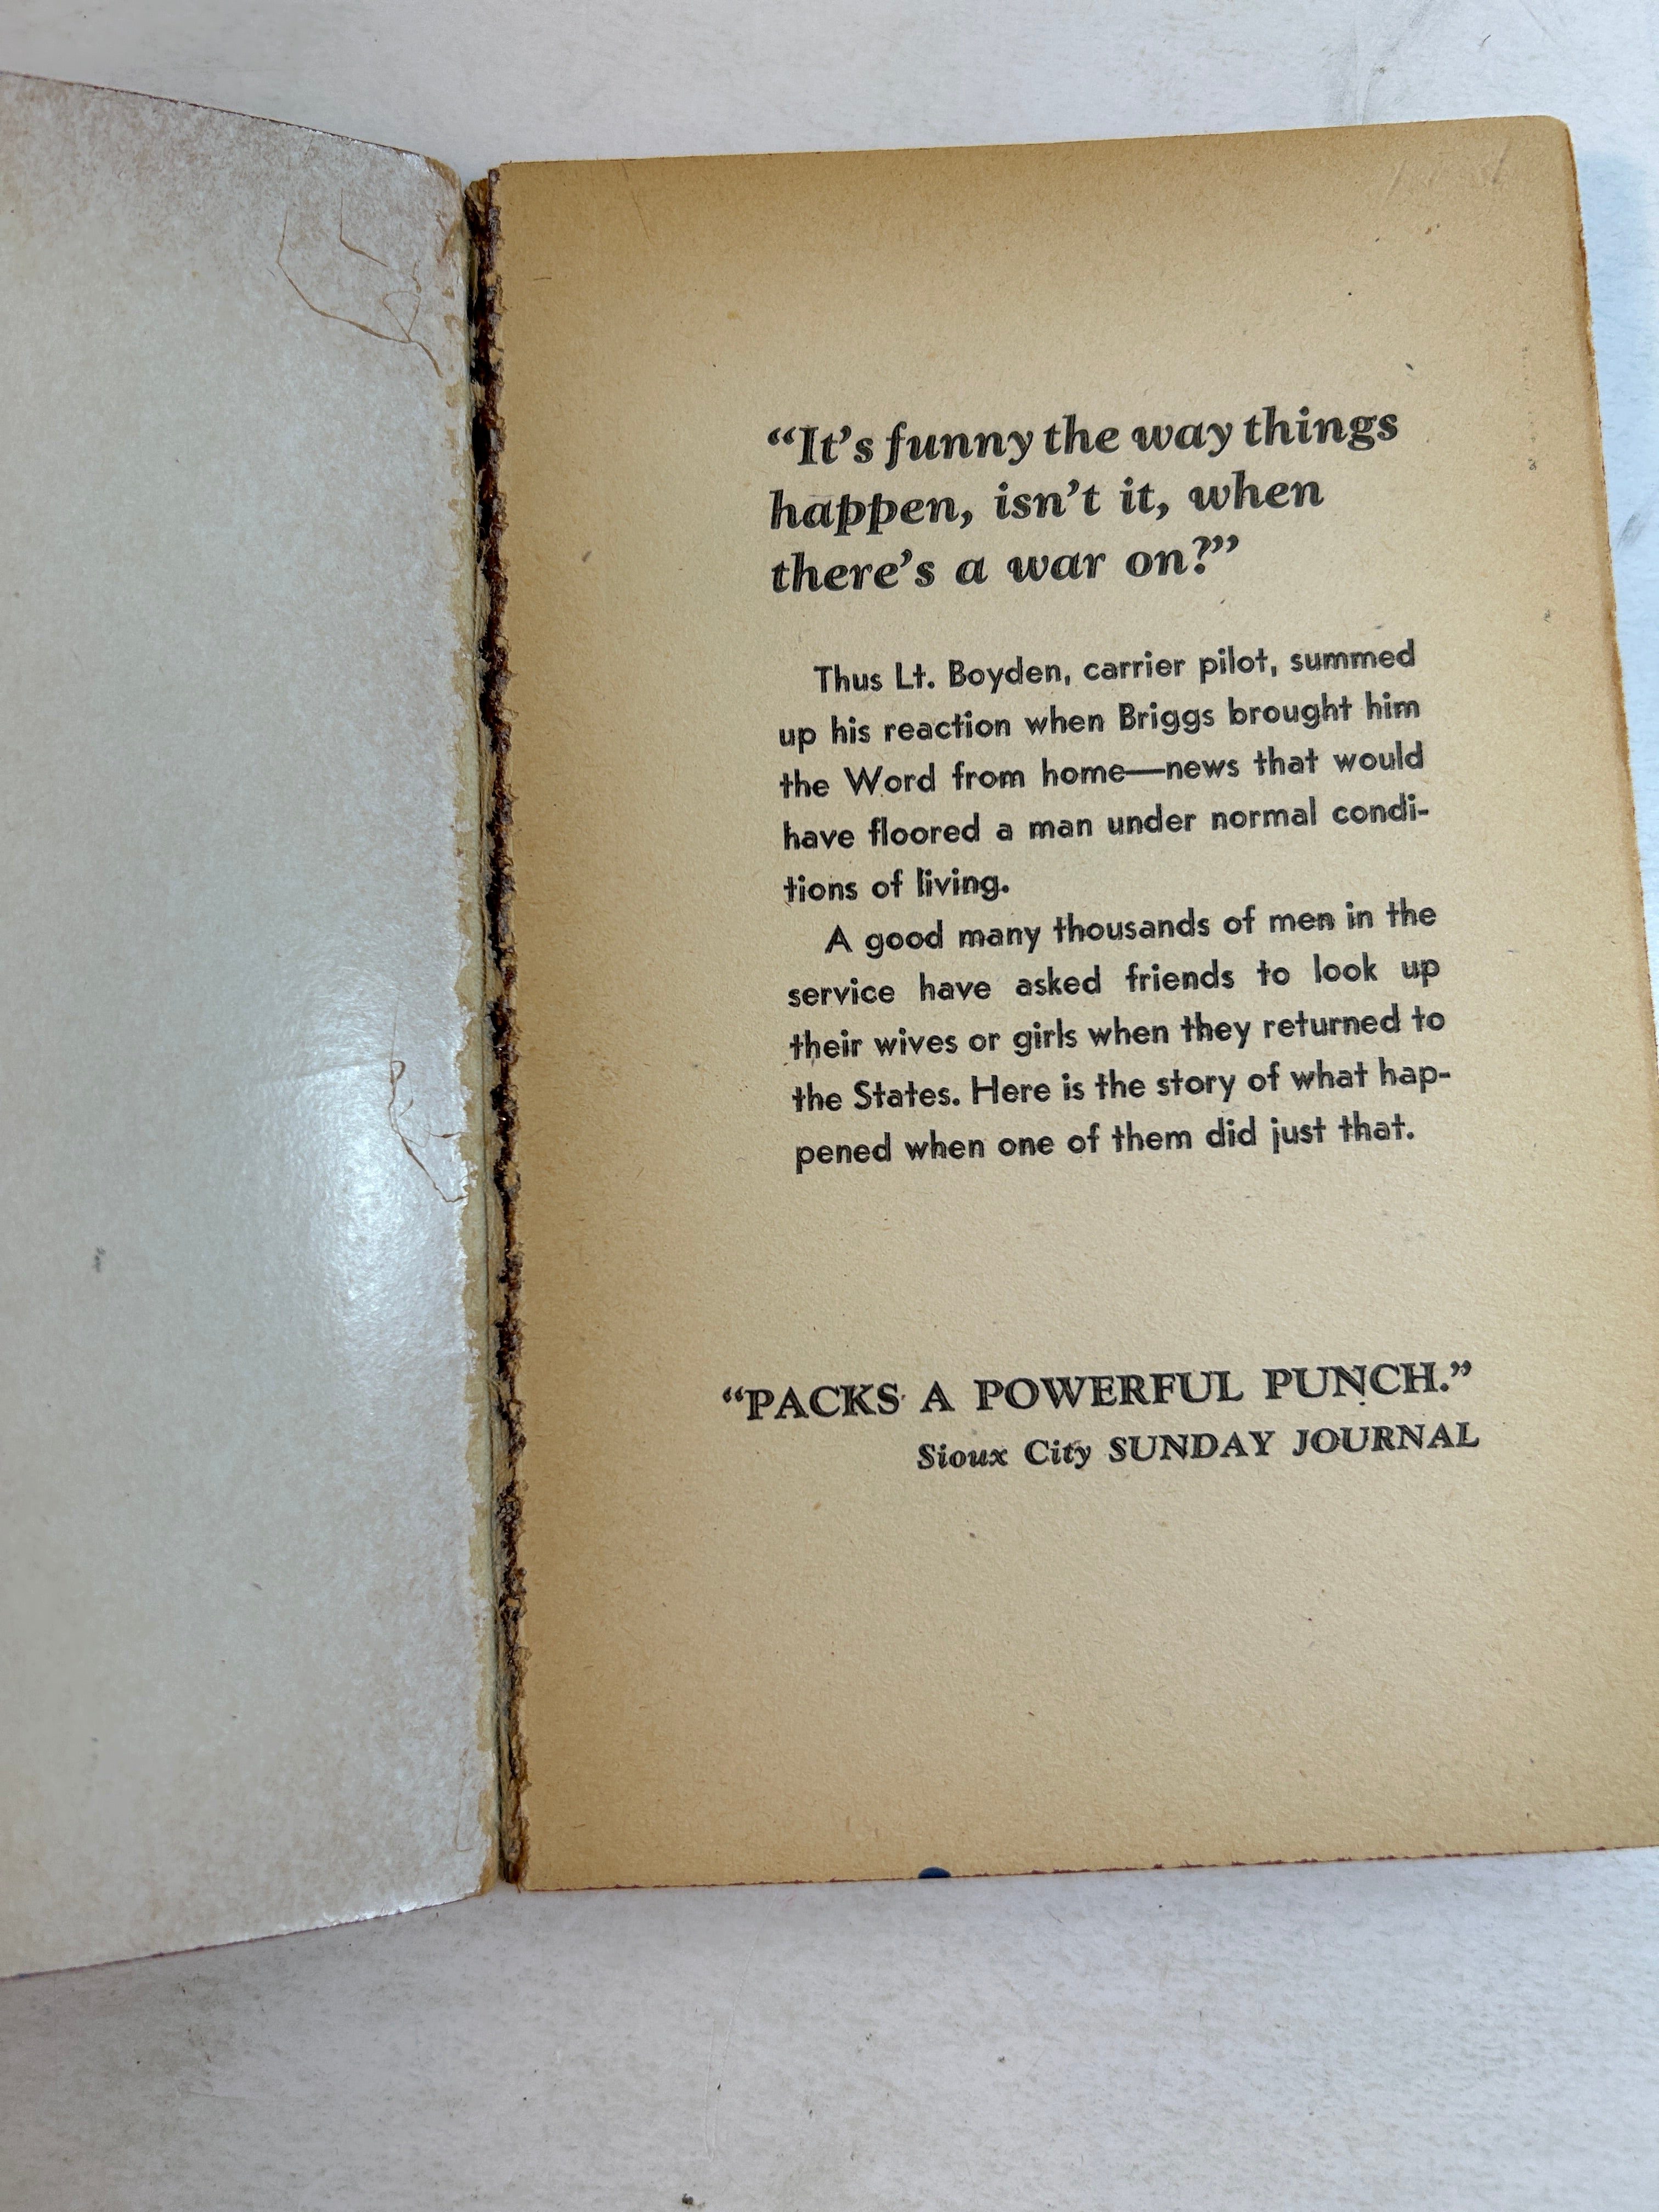 “It’s funny the way things
happen, isn’t it, when
there’s a war on?”
Thus Lt. Boyden, carrier pilot, summed
up his reaction when Briggs brought him
the Word from home—news that would
have floored a man under normal condi-
tions of living.
A good many thousands of men in the
service have asked friends to look up
their wives or girls when they returned to
the States. Here is the story of what hap-
pened when one of them did just that.
“PACKS A POWERFUL PUNCH.”
Sioux City SUNDAY JOURNAL